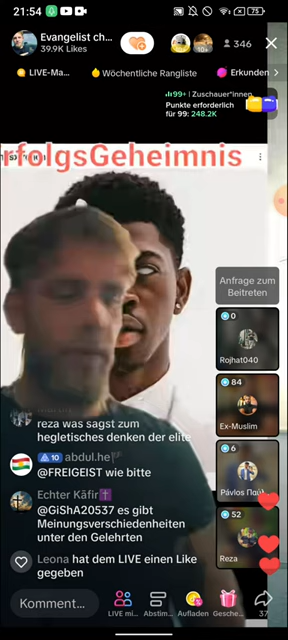 21:54
75
Evangelist ch...
39.9K Likes
10+
346
LIVE-Ma...
Wöchentliche Rangliste
Erkunden
99+ | Zuschauer*innen
Punkte erforderlich
für 99: 248.2K
rfolgsGeheimnis
Anfrage zum
Beitreten
0
Rojhat040
84
Ex-Muslim
6
52
Reza
reza was sagst zum
hegletisches denken der elite
10 abdul.he
@FREIGEIST wie bitte
Echter Kâfir
@GiShA20537 es gibt
Meinungsverschiedenheiten
unter den Gelehrten
Leona hat dem LIVE einen Like
gegeben
Komment...
LIVE mi...
Abstim...
Aufladen
Gesche...
37